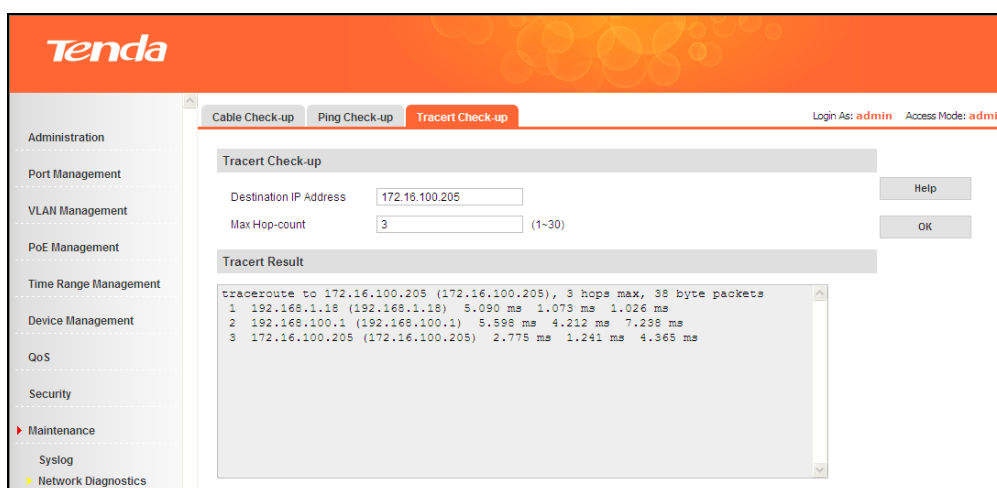 Tenda
Cable Check-up Ping Check-up Tracert Check-up Login As: admin Access Mode: admi
Administration
Port Management
VLAN Management
PoE Management
Time Range Management
Device Management
QoS
Security
Maintenance
Syslog
Network Diagnostics
Tracert Check-up
Destination IP Address 172.16.100.205
Max Hop-count 3 (1~30)
Help
OK
Tracert Result
traceroute to 172.16.100.205 (172.16.100.205), 3 hops max, 38 byte packets
1 192.168.1.18 (192.168.1.18) 5.090 ms 1.073 ms 1.026 ms
2 192.168.100.1 (192.168.100.1) 5.598 ms 4.212 ms 7.238 ms
3 172.16.100.205 (172.16.100.205) 2.775 ms 1.241 ms 4.365 ms